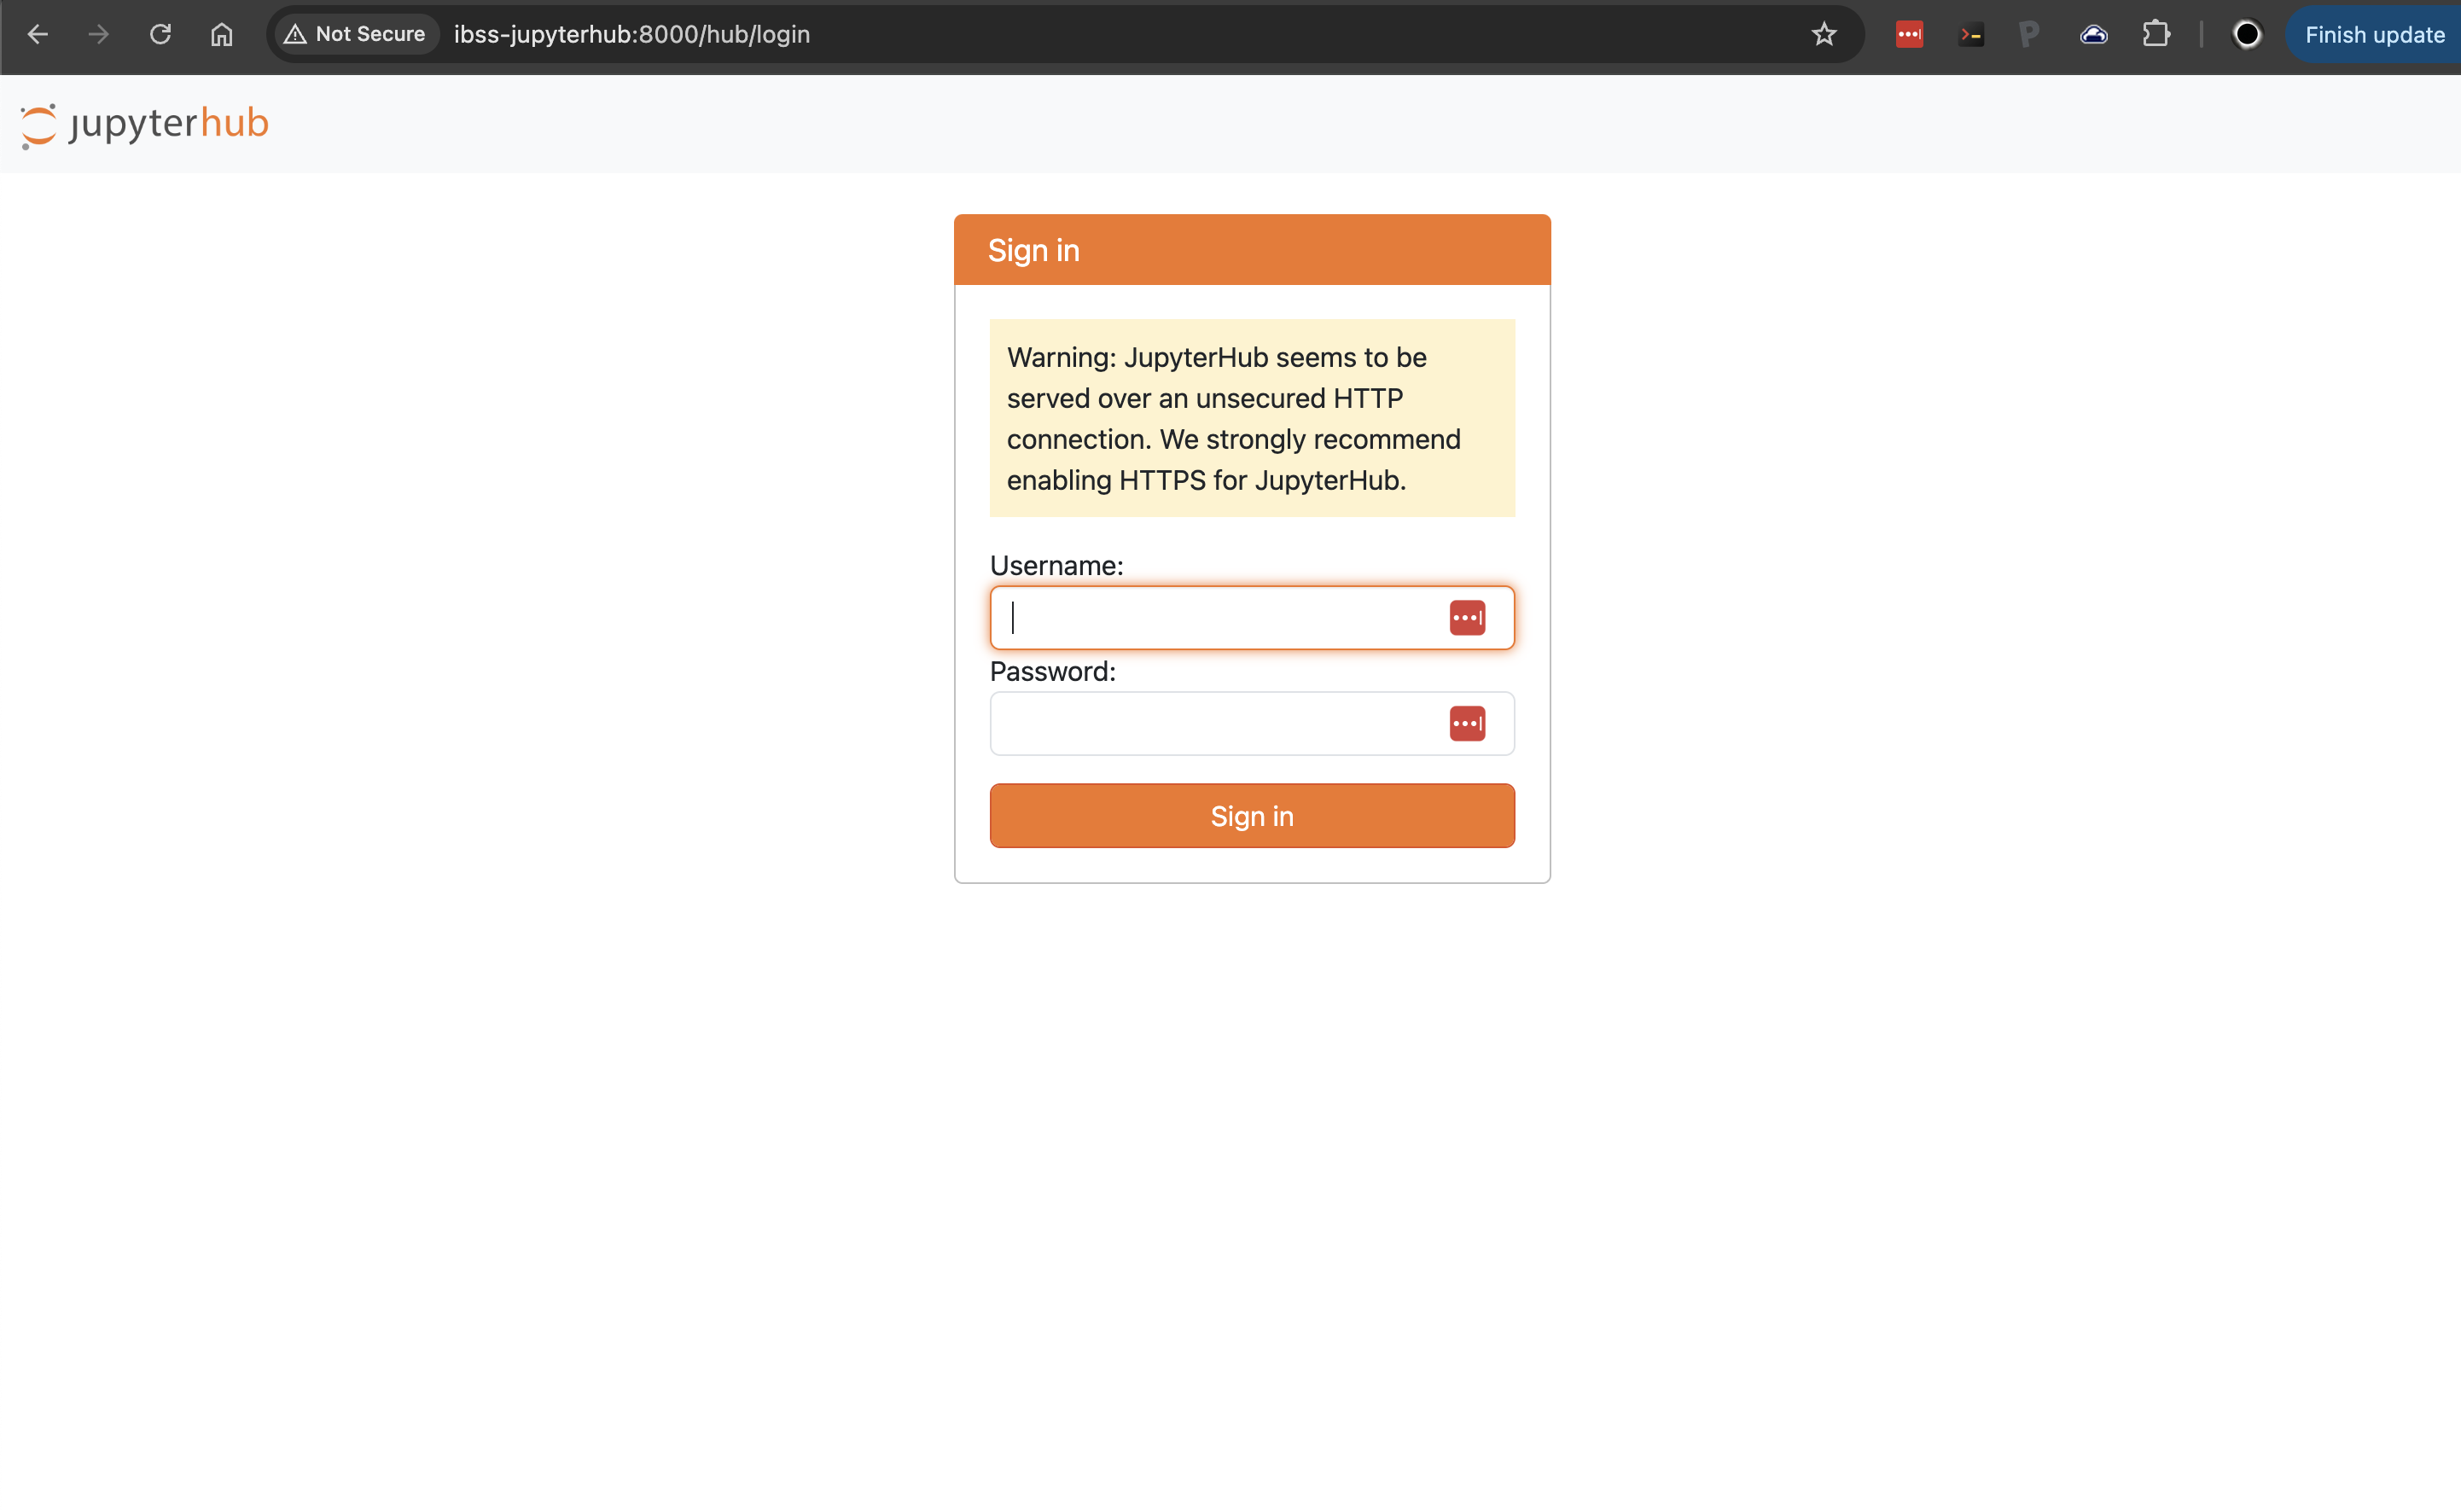 Not Secure ibss-jupyterhub:8000/hub/login Finish update
jupyterhub
Sign in
Warning: JupyterHub seems to be
served over an unsecured HTTP
connection. We strongly recommend
enabling HTTPS for JupyterHub.
Username:
Password:
Sign in